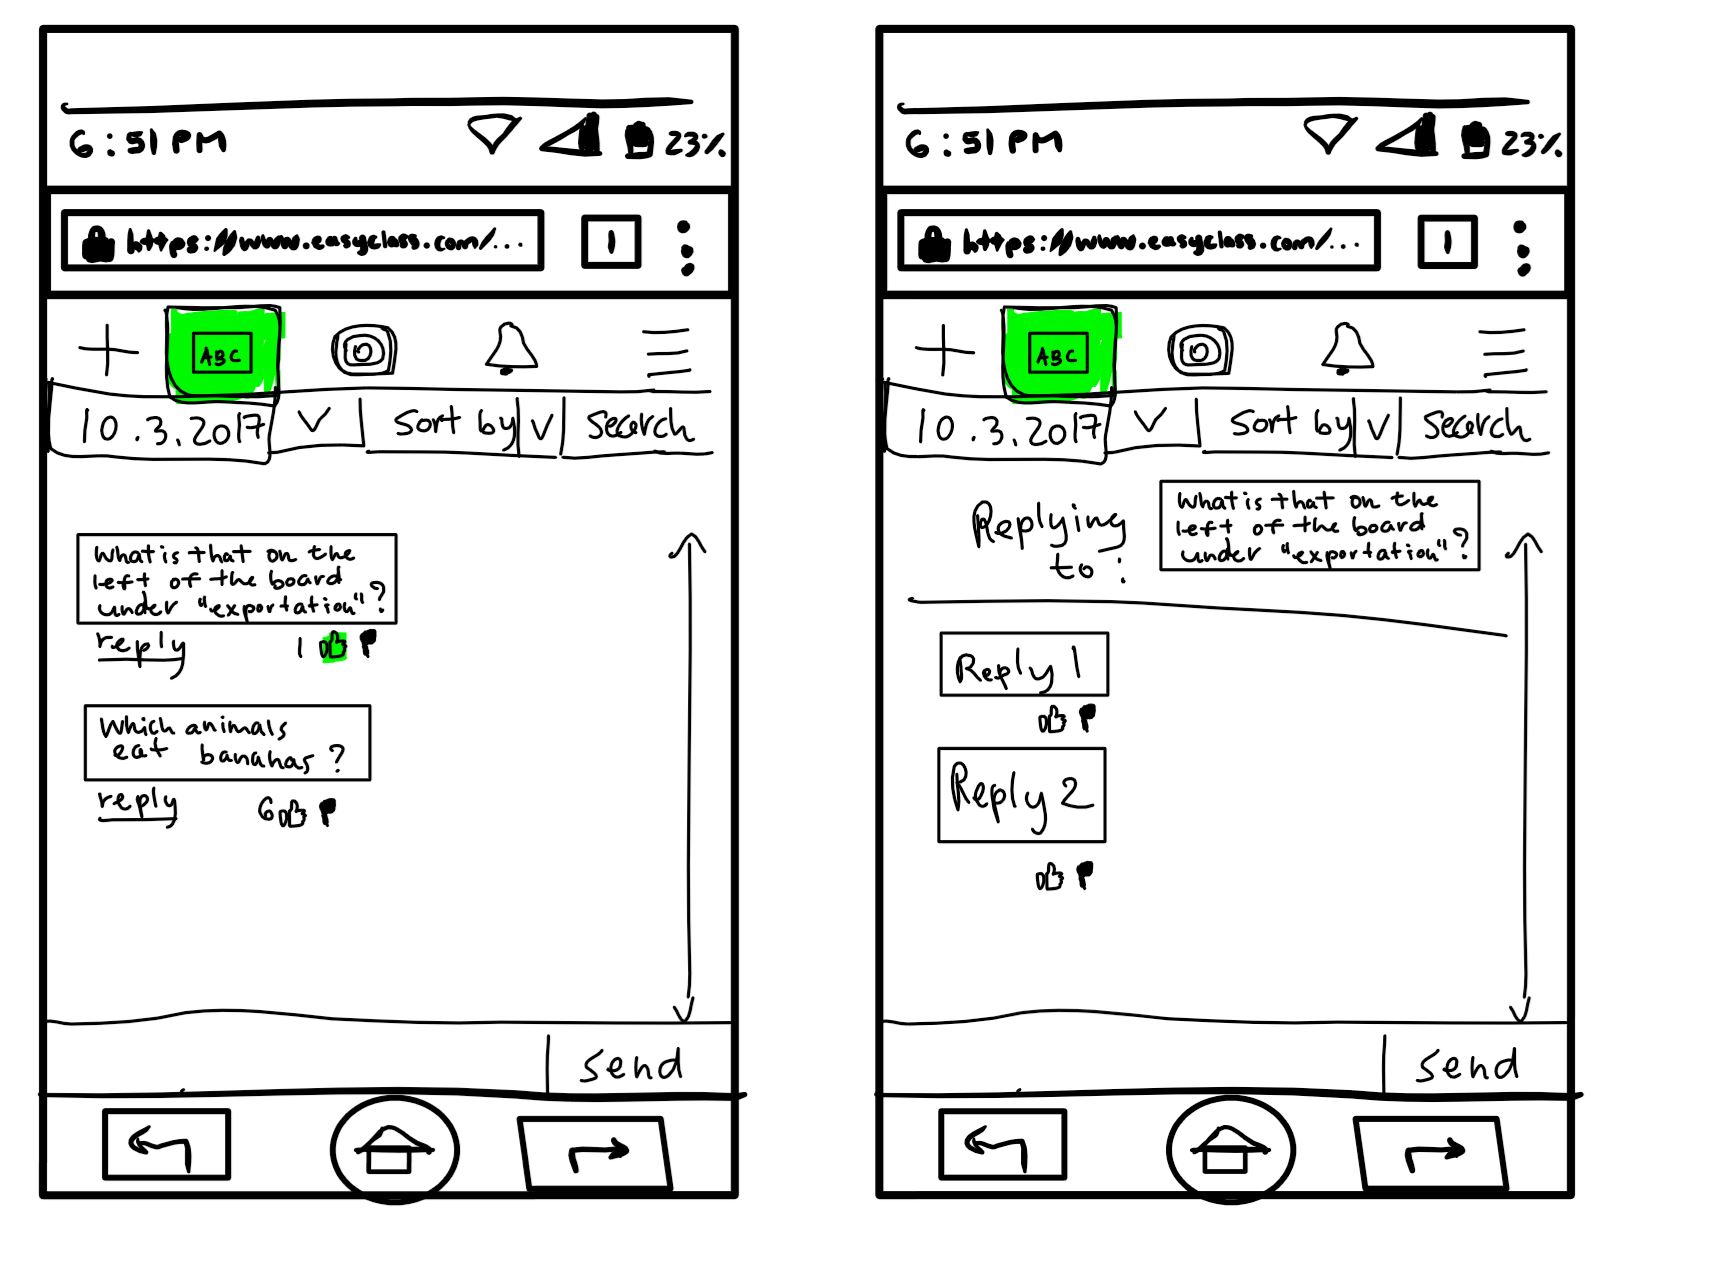 6:51 PM 23%
https://www.easyclass.com/...
1
ABC
10.3.2017 Sort by Search
What is that on the
left of the board
under "exportation"?
reply 1
Which animals
eat bananas?
reply 6
send
6:51 PM 23%
https://www.easyclass.com/...
1
ABC
10.3.2017 Sort by Search
Replying
to:
What is that on the
left of the board
under "exportation"?
Reply 1
Reply 2
send